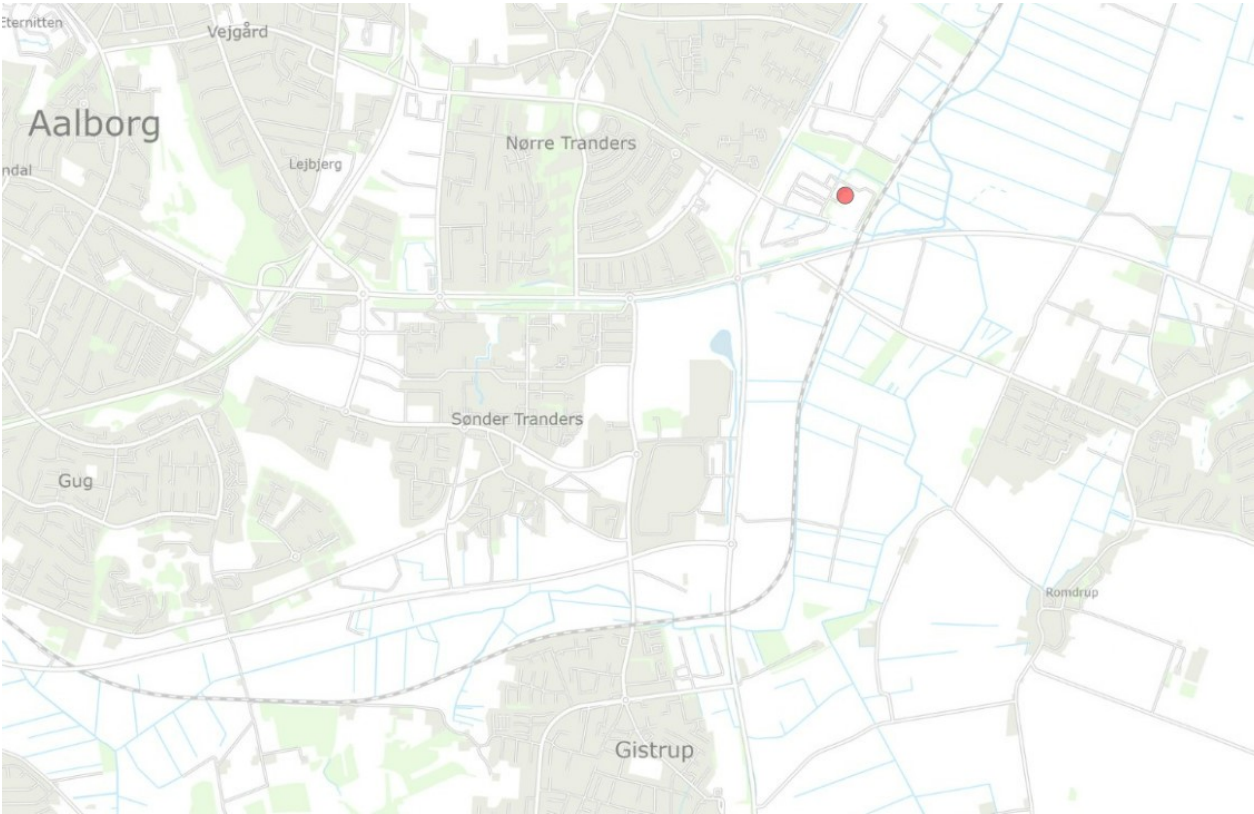 Eternitten
Vejgård
Aalborg
Nørre Tranders
Lejbjerg
ndal
Sønder Tranders
Gug
Romdrup
Gistrup